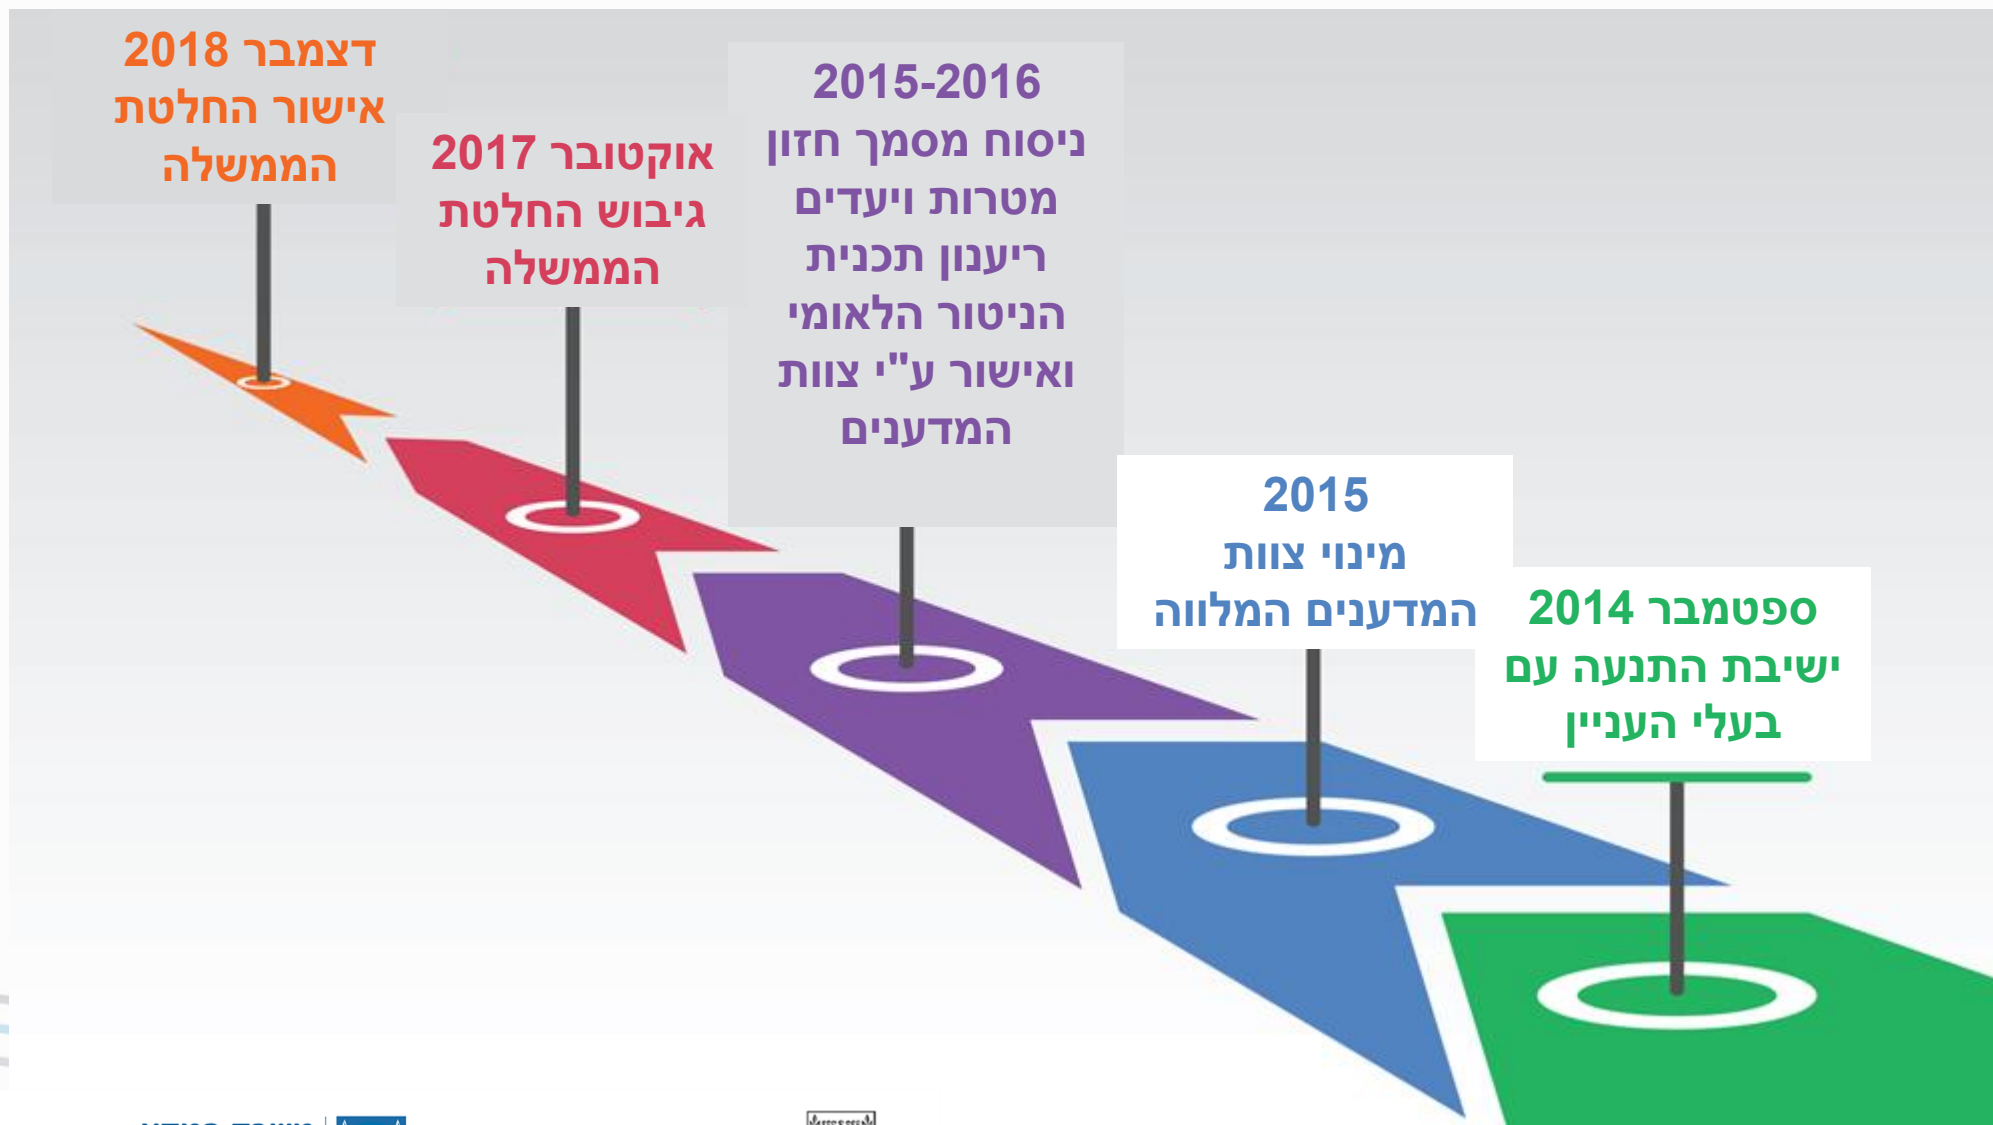 ספטמבר 2014
ישיבת התנעה עם
בעלי העניין
2015
מינוי צוות
המדענים המלווה
2015-2016
ניסוח מסמך חזון
מטרות ויעדים
ריענון תכנית
הניטור הלאומי
ואישור ע"י צוות
המדענים
אוקטובר 2017
גיבוש החלטת
הממשלה
דצמבר 2018
אישור החלטת
הממשלה